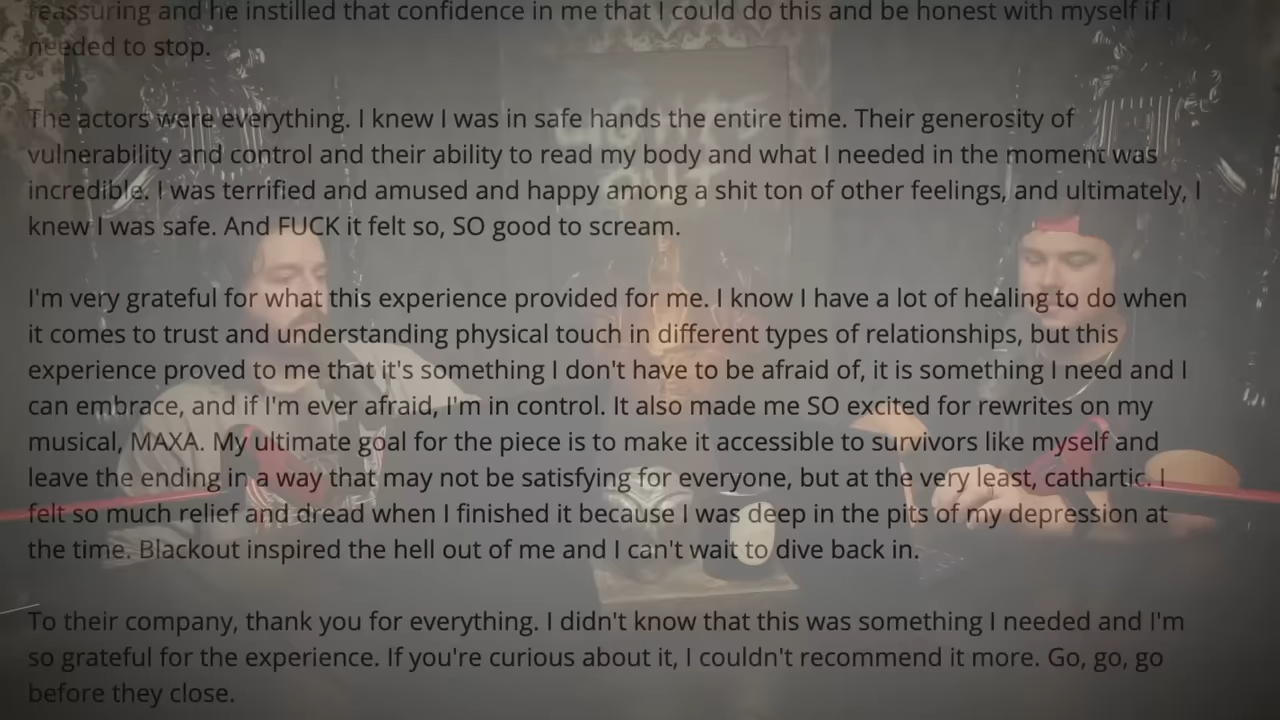 reassuring and he instilled that confidence in me that I could do this and be honest with myself if I
needed to stop.
The actors were everything. I knew I was in safe hands the entire time. Their generosity of
vulnerability and control and their ability to read my body and what I needed in the moment was
incredible. I was terrified and amused and happy among a shit ton of other feelings, and ultimately, I
knew I was safe. And FUCK it felt so, SO good to scream.
I'm very grateful for what this experience provided for me. I know I have a lot of healing to do when
it comes to trust and understanding physical touch in different types of relationships, but this
experience proved to me that it's something I don't have to be afraid of, it is something I need and I
can embrace, and if I'm ever afraid, I'm in control. It also made me SO excited for rewrites on my
musical, MAXA. My ultimate goal for the piece is to make it accessible to survivors like myself and
leave the ending in a way that may not be satisfying for everyone, but at the very least, cathartic. I
felt so much relief and dread when I finished it because I was deep in the pits of my depression at
the time. Blackout inspired the hell out of me and I can't wait to dive back in.
To their company, thank you for everything. I didn't know that this was something I needed and I'm
so grateful for the experience. If you're curious about it, I couldn't recommend it more. Go, go, go
before they close.